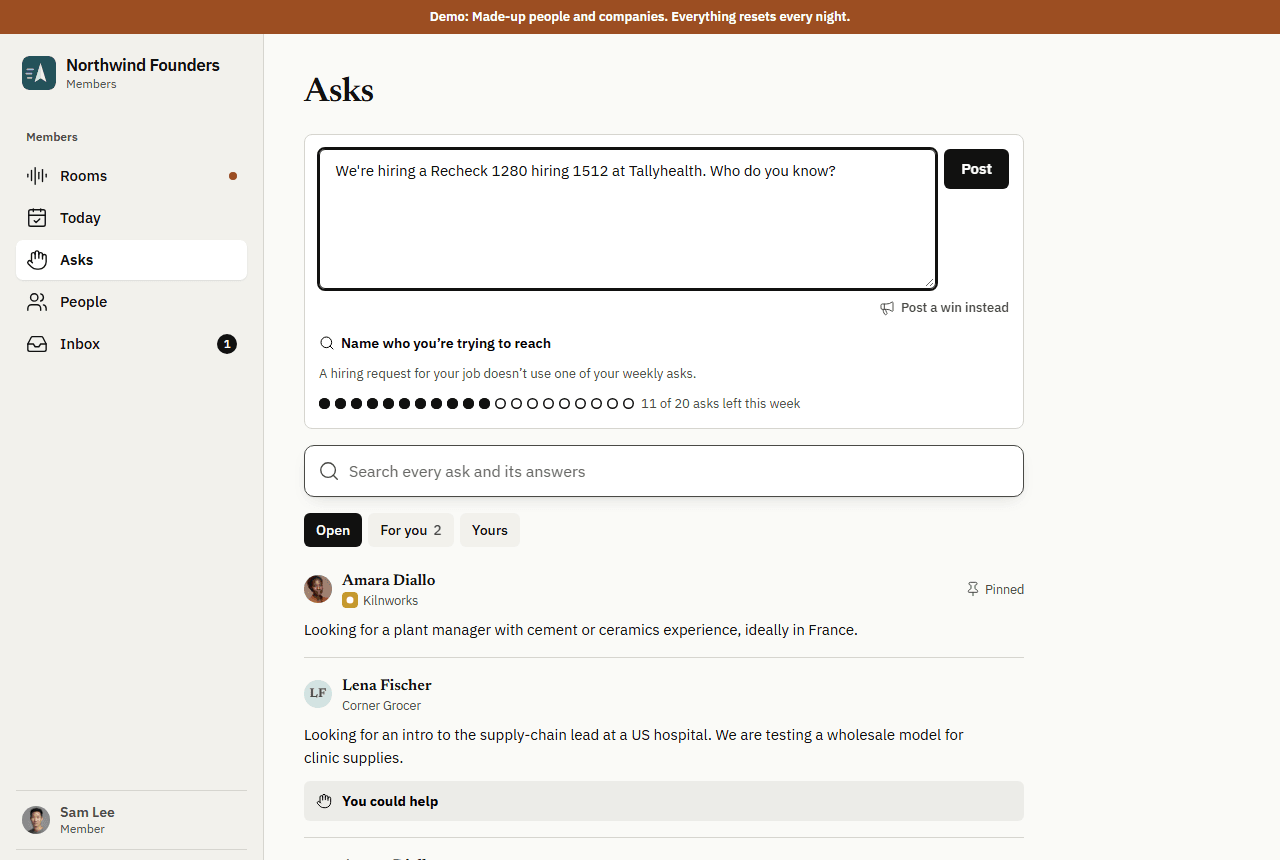 Demo: Made-up people and companies. Everything resets every night.
Northwind Founders
Members
Members
Rooms
Today
Asks
People
Inbox
1
Sam Lee
Member
Asks
We're hiring a Recheck 1280 hiring 1512 at Tallyhealth. Who do you know?
Post
Post a win instead
Name who you’re trying to reach
A hiring request for your job doesn’t use one of your weekly asks.
11 of 20 asks left this week
Search every ask and its answers
Open
For you 2
Yours
Amara Diallo
Kilnworks
Pinned
Looking for a plant manager with cement or ceramics experience, ideally in France.
LF
Lena Fischer
Corner Grocer
Looking for an intro to the supply-chain lead at a US hospital. We are testing a wholesale model for
clinic supplies.
You could help